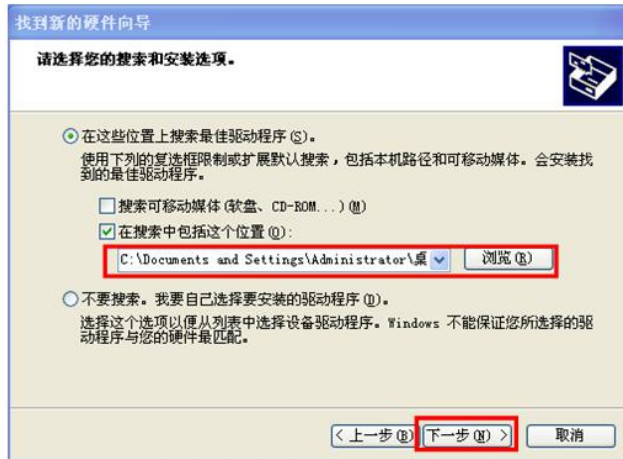 找到新的硬件向导
请选择您的搜索和安装选项。
在这些位置上搜索最佳驱动程序(S)。
使用下列的复选框限制或扩展默认搜索，包括本机路径和可移动媒体。会安装找
到的最佳驱动程序。
搜索可移动媒体(软盘、CD-ROM...)(M)
在搜索中包括这个位置(O):
C:\Documents and Settings\Administrator\桌 浏览(R)
不要搜索。我要自己选择要安装的驱动程序(D)。
选择这个选项以便从列表中选择设备驱动程序。Windows 不能保证您所选择的驱
动程序与您的硬件最匹配。
< 上一步(B) 下一步(N) > 取消